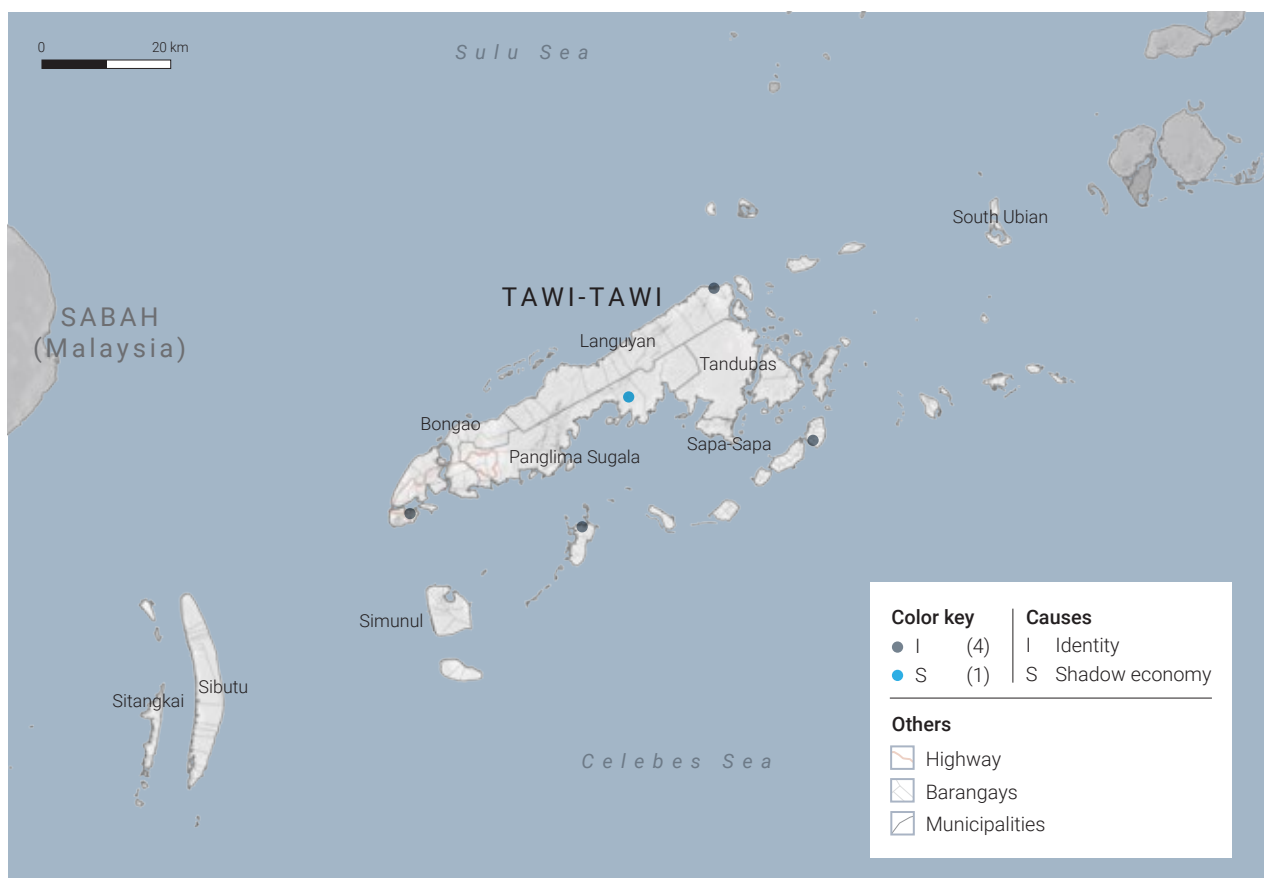 0 20 km
Sulu Sea
South Ubian
TAWI-TAWI
SABAH
(Malaysia)
Languyan
Tandubas
Bongao
Sapa-Sapa
Panglima Sugala
Simunul
Sibutu
Sitangkai
Celebes Sea
Color key
I (4)
S (1)
Causes
I Identity
S Shadow economy
Others
Highway
Barangays
Municipalities